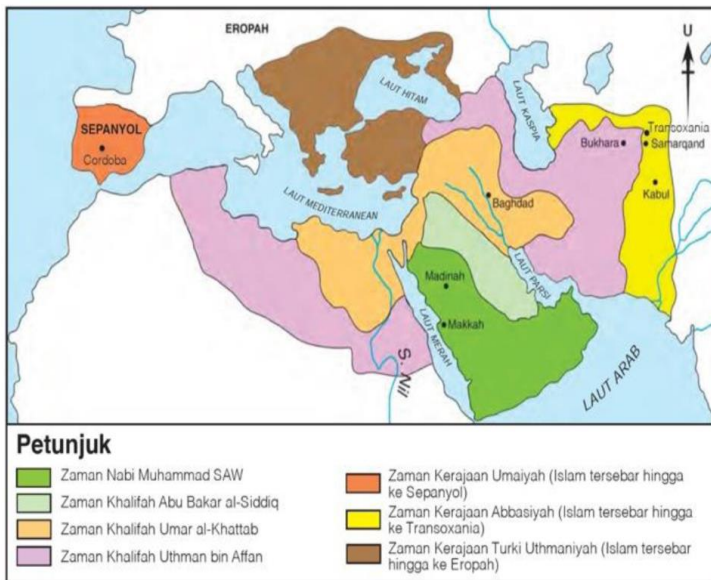 EROPAH
U
LAUT HITAM
LAUT KASPIA
SEPANYOL
Cordoba
Transoxania
Bukhara
Samarqand
Kabul
LAUT MEDITERRANEAN
Baghdad
Madinah
LAUT PARSI
Makkah
LAUT MERAH
S. Nil
LAUT ARAB
Petunjuk
Zaman Nabi Muhammad SAW
Zaman Khalifah Abu Bakar al-Siddiq
Zaman Khalifah Umar al-Khattab
Zaman Khalifah Uthman bin Affan
Zaman Kerajaan Umaiyah (Islam tersebar hingga
ke Sepanyol)
Zaman Kerajaan Abbasiyah (Islam tersebar hingga
ke Transoxania)
Zaman Kerajaan Turki Uthmaniyah (Islam tersebar
hingga ke Eropah)